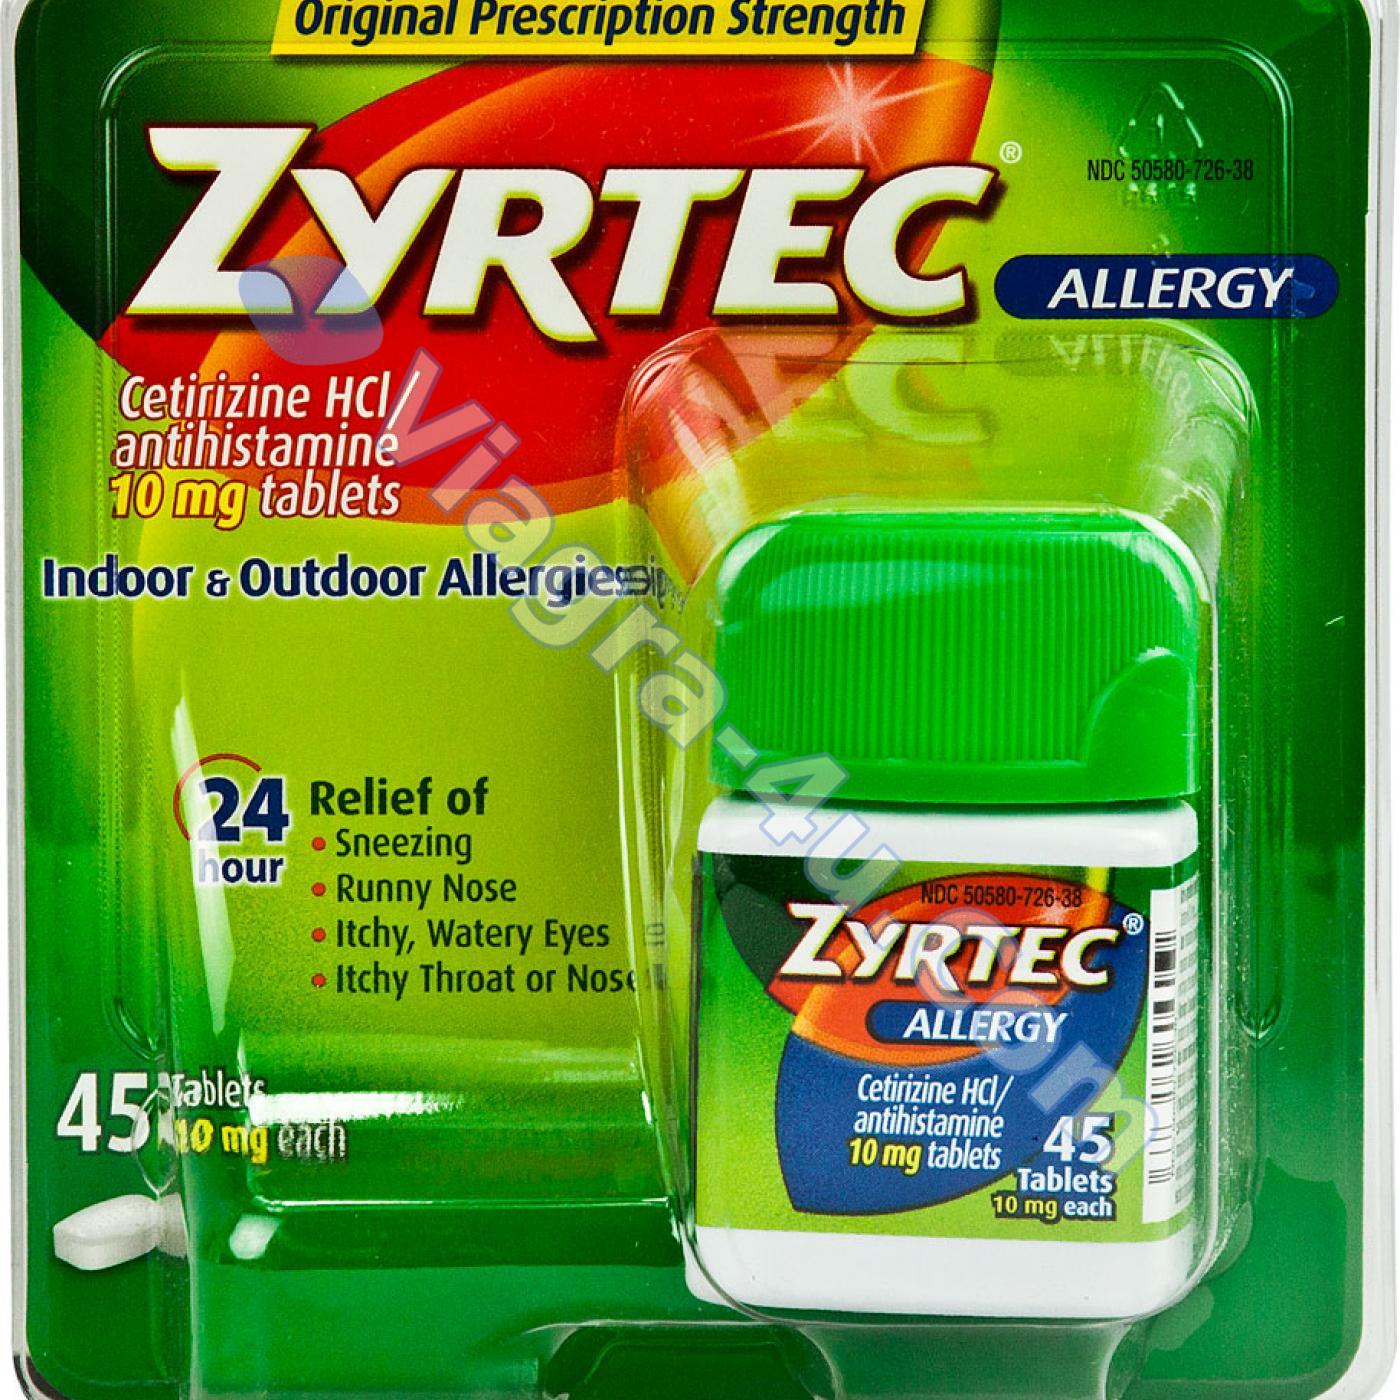 Original Prescription Strength
ZYRTEC®
NDC 50580-726-38
ALLERGY
Cetirizine HCl/
antihistamine
10 mg tablets
Indoor & Outdoor Allergies
24
hour
Relief of
• Sneezing
• Runny Nose
• Itchy, Watery Eyes
• Itchy Throat or Nose
45 Tablets
10 mg each
NDC 50580-726-38
ZYRTEC®
ALLERGY
Cetirizine HCl/
antihistamine
10 mg tablets
45
Tablets
10 mg each
Viagra-4u.com